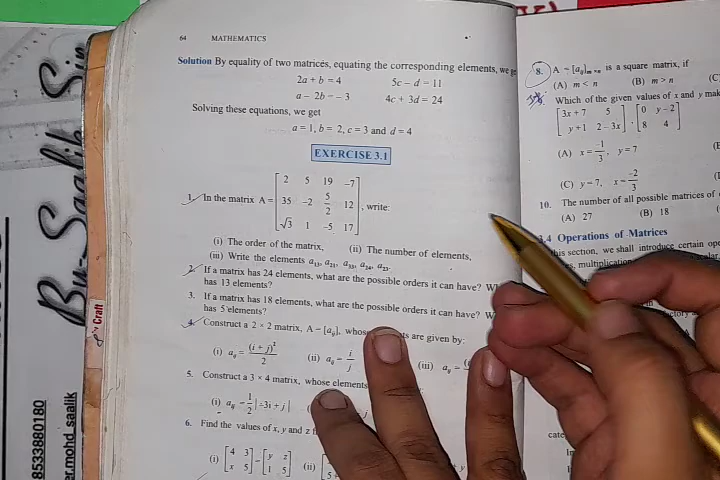 64 MATHEMATICS
Solution By equality of two matrices, equating the corresponding elements, we
2a + b = 4 5c – d = 11
a – 2b = – 3 4c + 3d = 24
Solving these equations, we get
a = 1, b = 2, c = 3 and d = 4
EXERCISE 3.1
1. In the matrix A = [2 5 19 –7; 35 –2 5/2 12; √3 1 –5 17], write:
(i) The order of the matrix, (ii) The number of elements,
(iii) Write the elements a13, a21, a33, a24, a23.
2. If a matrix has 24 elements, what are the possible orders it can have?
has 13 elements?
3. If a matrix has 18 elements, what are the possible orders it can have?
has 5 elements?
4. Construct a 2 × 2 matrix, A = [aij], are given by:
(i) aij = (i + j)²/2 (ii) aij = i/j (iii) aij =
5. Construct a 3 × 4 matrix, whose elements
(i) aij = 1/2 |–3i + j|
6. Find the values of x, y and z
(i) [4 3; x 5] = [y z; 1 5] (ii)
8. A = [aij]m × n is a square matrix, if
(A) m < n (B) m > n (C
Which of the given values of x and y
[3x + 7 5; y + 1 2 – 3x], [0 y – 2; 8 4]
(A) x = –1/3, y = 7
(C) y = 7, x = –2/3
10. The number of all possible matrices of
(A) 27 (B) 18
3.4 Operations of Matrices
this section, we shall introduce certain
multiplication
By-Saalik Sir
Craft
8533880180
er.mohd_saalik